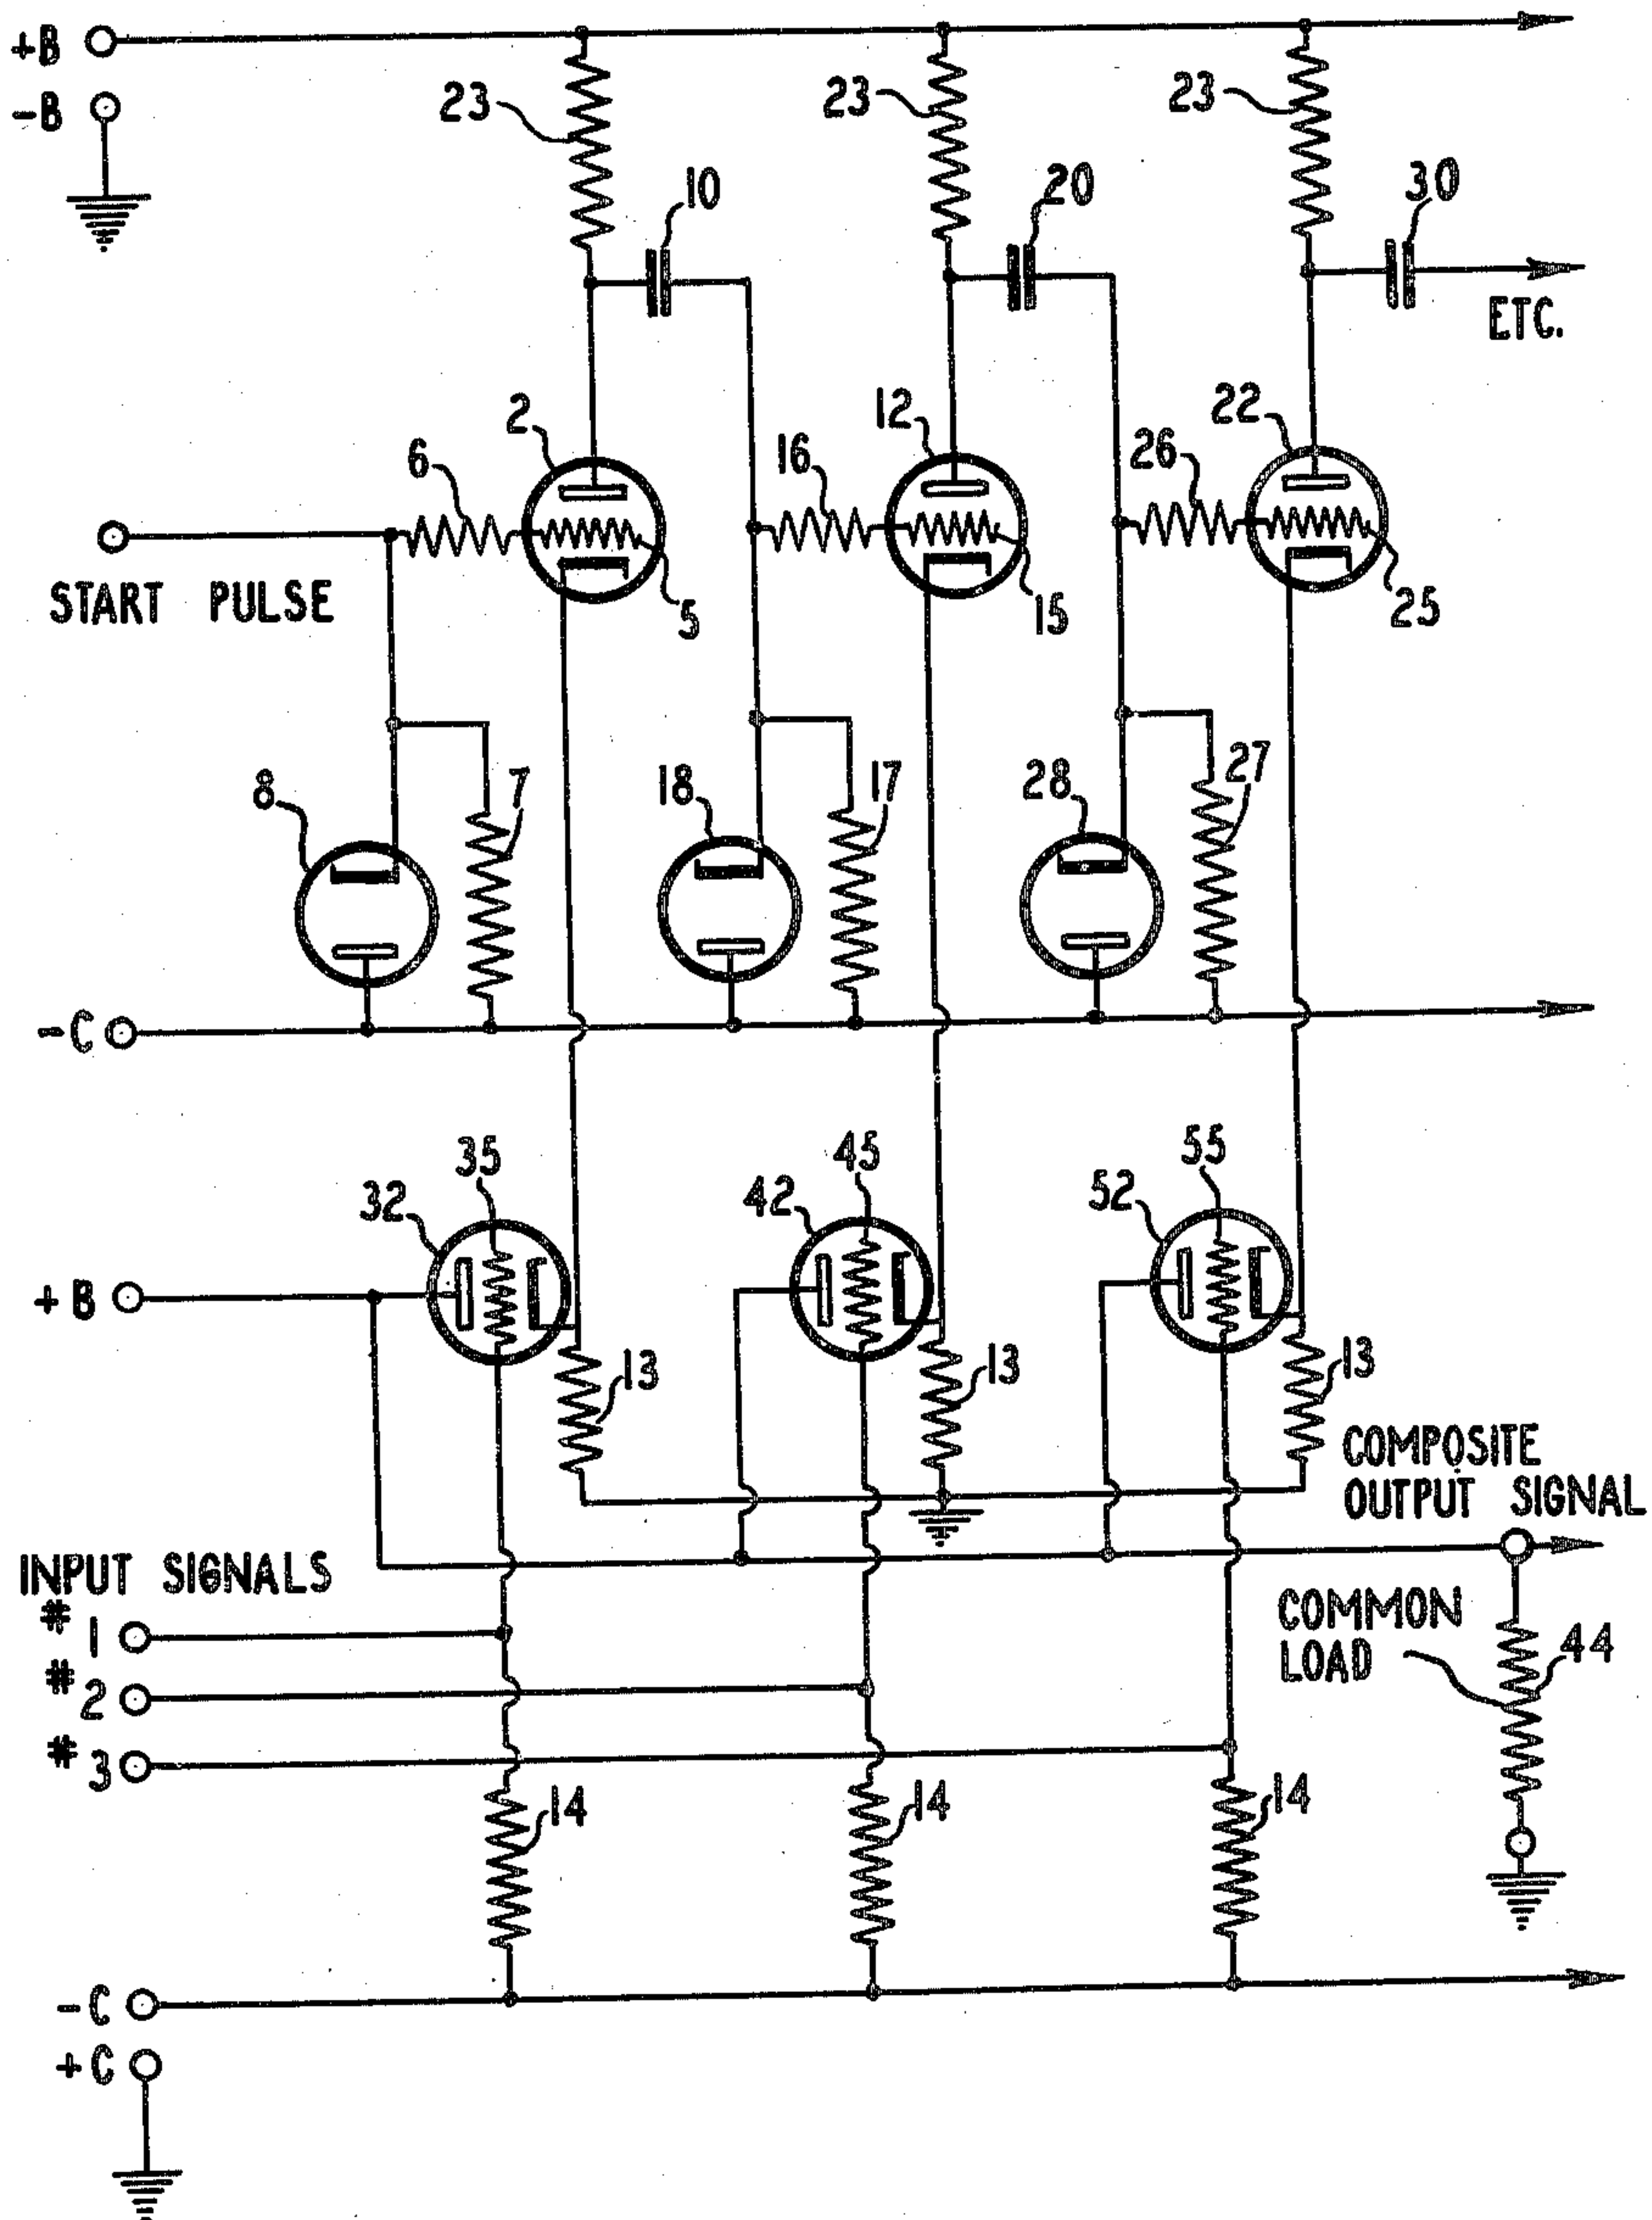 +B
-B
23
23
23
10
20
30
ETC.
2
12
22
6
16
26
START PULSE
5
15
25
8
7
18
17
28
27
-C
35
45
55
32
42
52
+B
13
13
13
COMPOSITE
OUTPUT SIGNAL
INPUT SIGNALS
# 1
# 2
# 3
COMMON
LOAD
44
14
14
14
-C
+C